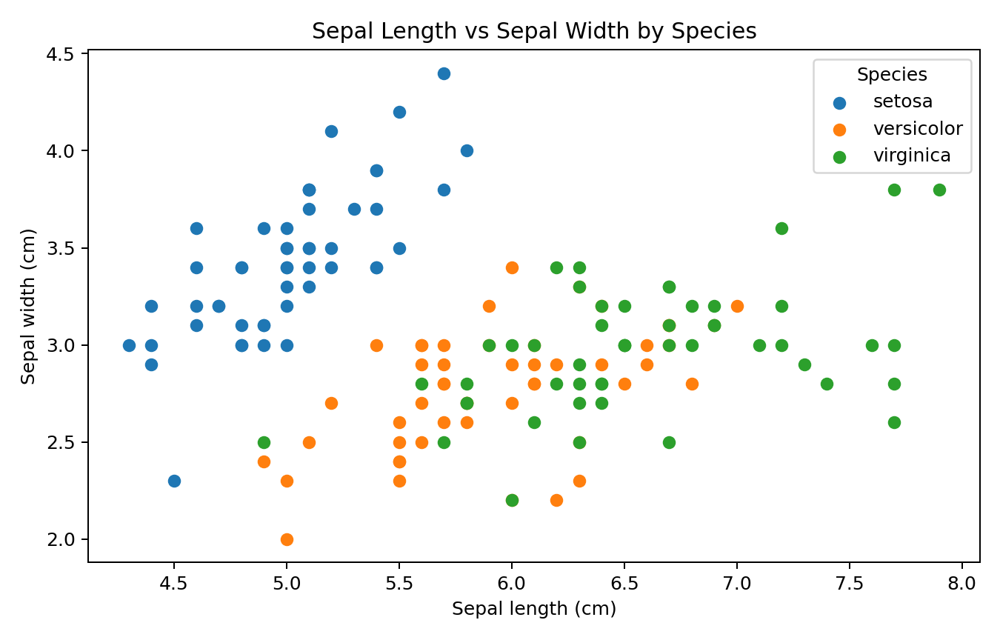 Sepal Length vs Sepal Width by Species
4.5
4.0
3.5
3.0
2.5
2.0
Sepal width (cm)
Species
setosa
versicolor
virginica
4.5 5.0 5.5 6.0 6.5 7.0 7.5 8.0
Sepal length (cm)